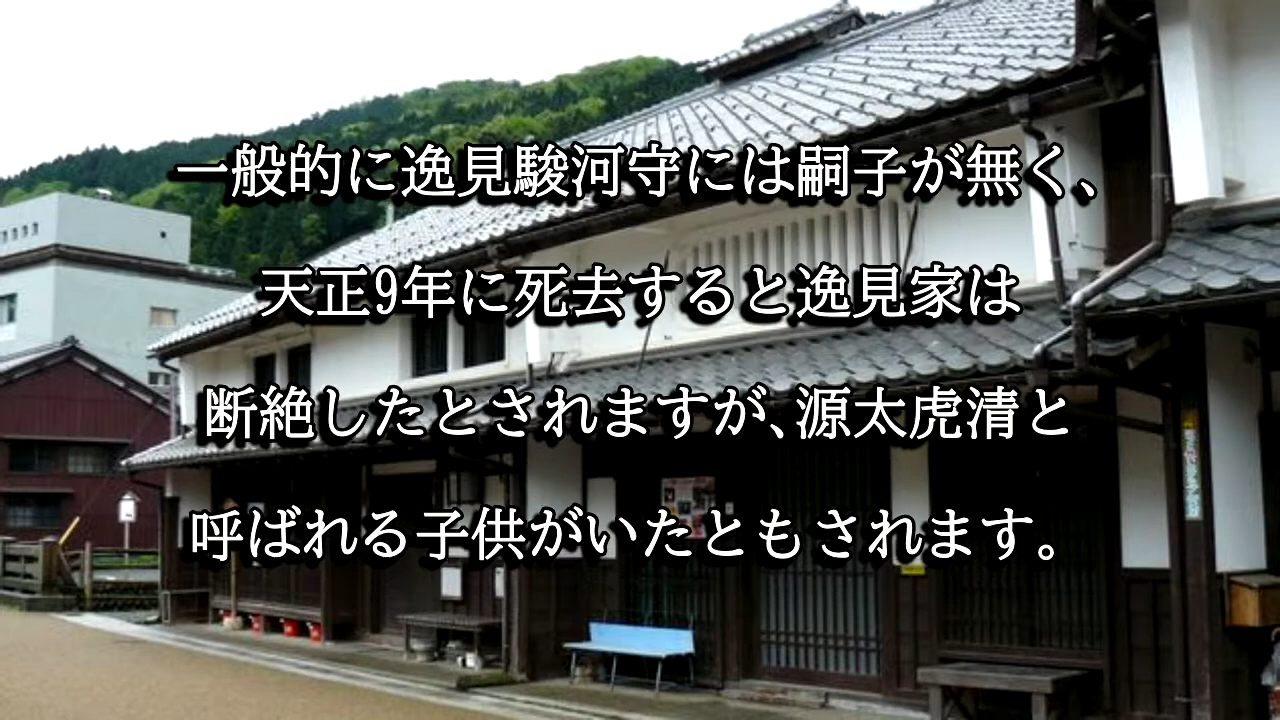 一般的に逸見駿河守には嗣子が無く、
天正9年に死去すると逸見家は
断絶したとされますが、源太虎清と
呼ばれる子供がいたともされます。